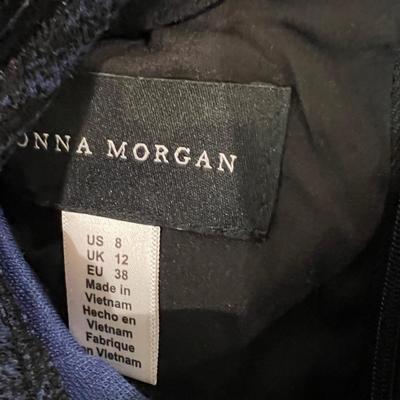 ONNA MORGAN
US 8
UK 12
EU 38
Made in
Vietnam
Hecho en
Vietnam
Fabrique
en Vietnam